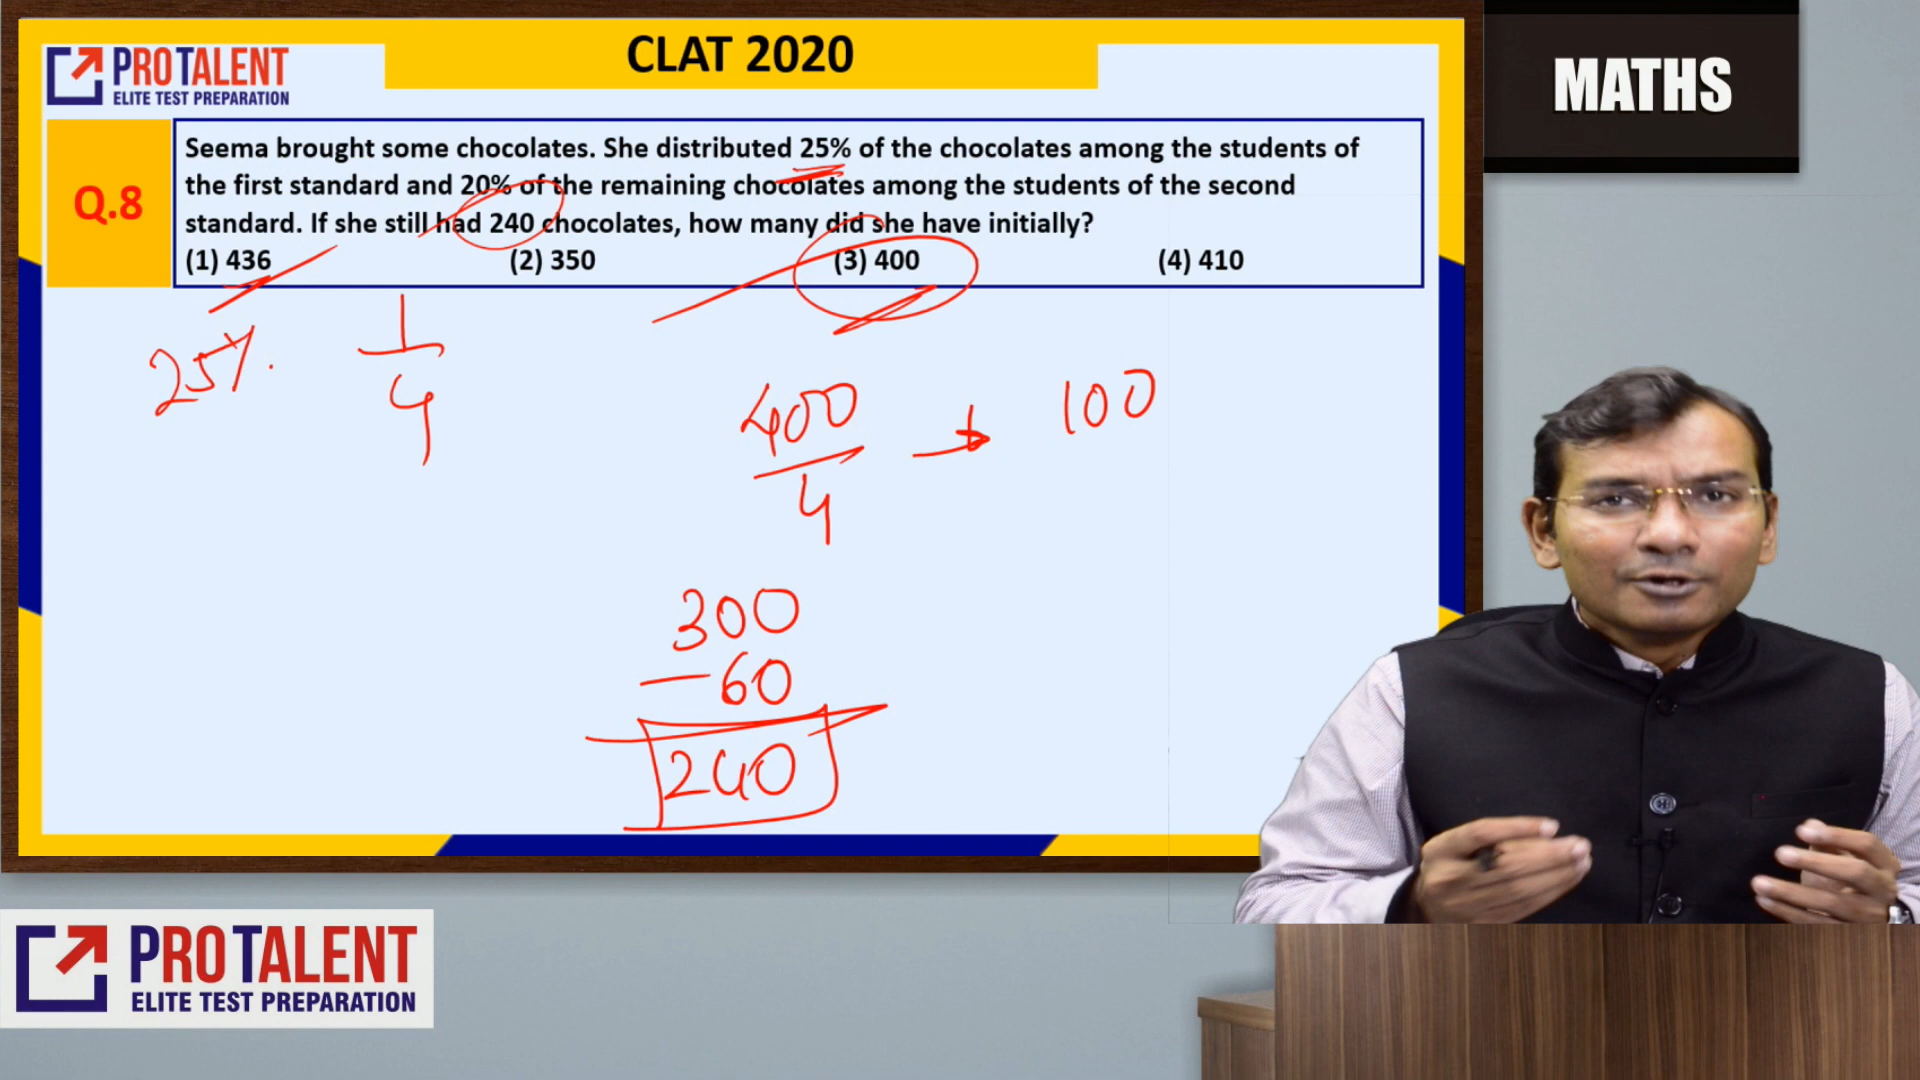 CLAT 2020
MATHS
PROTALENT
ELITE TEST PREPARATION
Q.8
Seema brought some chocolates. She distributed 25% of the chocolates among the students of
the first standard and 20% of the remaining chocolates among the students of the second
standard. If she still had 240 chocolates, how many did she have initially?
(1) 436 (2) 350 (3) 400 (4) 410
25%.
1
4
400
4
100
300
-60
240
PROTALENT
ELITE TEST PREPARATION